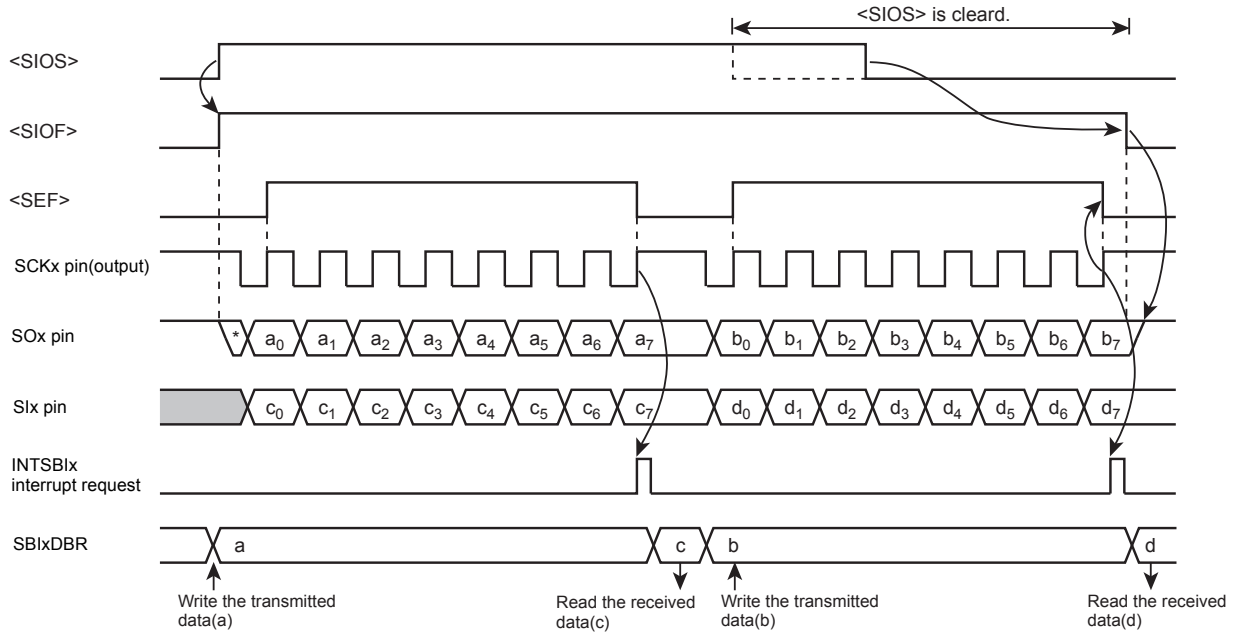 <SIOS> is cleard.
<SIOS>
<SIOF>
<SEF>
SCKx pin(output)
SOx pin
* a0 a1 a2 a3 a4 a5 a6 a7 b0 b1 b2 b3 b4 b5 b6 b7
SIx pin
c0 c1 c2 c3 c4 c5 c6 c7 d0 d1 d2 d3 d4 d5 d6 d7
INTSBIx
interrupt request
SBIxDBR
a c b d
Write the transmitted
data(a)
Read the received
data(c)
Write the transmitted
data(b)
Read the received
data(d)